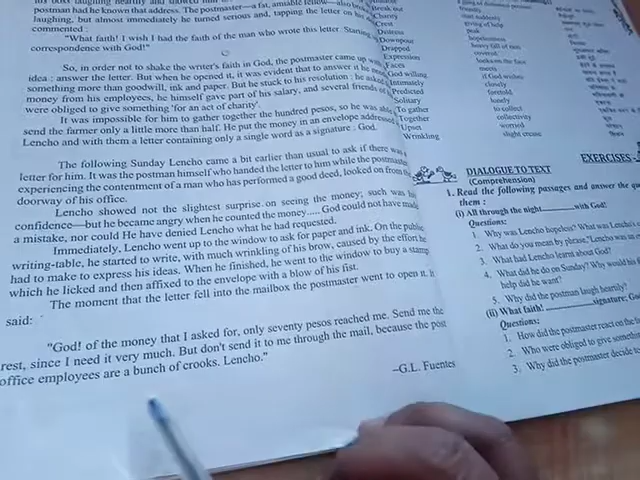 postman had known that address. The postmaster—a fat, amiable fellow—also broke out
laughing, but almost immediately he turned serious and, tapping the letter on his
commented :
"What faith! I wish I had the faith of the man who wrote this letter. Starting
correspondence with God!"
So, in order not to shake the writer's faith in God, the postmaster came up with
idea : answer the letter. But when he opened it, it was evident that to answer it he
something more than goodwill, ink and paper. But he stuck to his resolution : he asked
money from his employees, he himself gave part of his salary, and several friends
were obliged to give something 'for an act of charity'.
It was impossible for him to gather together the hundred pesos, so he was able to
send the farmer only a little more than half. He put the money in an envelope addressed
Lencho and with them a letter containing only a single word as a signature : God.
The following Sunday Lencho came a bit earlier than usual to ask if there was
letter for him. It was the postman himself who handed the letter to him while the postmaster
experiencing the contentment of a man who has performed a good deed, looked on from the
doorway of his office.
Lencho showed not the slightest surprise on seeing the money; such was his
confidence—but he became angry when he counted the money..... God could not have made
a mistake, nor could He have denied Lencho what he had requested.
Immediately, Lencho went up to the window to ask for paper and ink. On the public
writing-table, he started to write, with much wrinkling of his brow, caused by the effort he
had to make to express his ideas. When he finished, he went to the window to buy a stamp
which he licked and then affixed to the envelope with a blow of his fist.
The moment that the letter fell into the mailbox the postmaster went to open it. It
said:
"God! of the money that I asked for, only seventy pesos reached me. Send me the
rest, since I need it very much. But don't send it to me through the mail, because the post
office employees are a bunch of crooks. Lencho."
–G.L. Fuentes
Charity
Crest
Distress
Downpour
Drapped
Expression
Faces
God willing
Intimately
Predicted
Solitary
To gather
Together
Upset
Wrinkling
giving of help
peak
hopelessness
heavy fall of rain
covered
looks on the face
meets
if God wishes
closely
foretold
lonely
to collect
collectivity
worried
slight crease
EXERCISES
DIALOGUE TO TEXT
(Comprehension)
1. Read the following passages and answer the
them :
(i) All through the night______with God!
Questions:
1. Why was Lencho hopeless? What was Lencho's
2. What do you mean by phrase, "Lencho was an
3. What had Lencho learnt about God?
4. What did he do on Sunday? Why would his
help did he want?
5. Why did the postman laugh heartily?
(ii) What faith!______signature: God
Questions:
1. How did the postmaster react on the
2. Who were obliged to give something
3. Why did the postmaster decide to